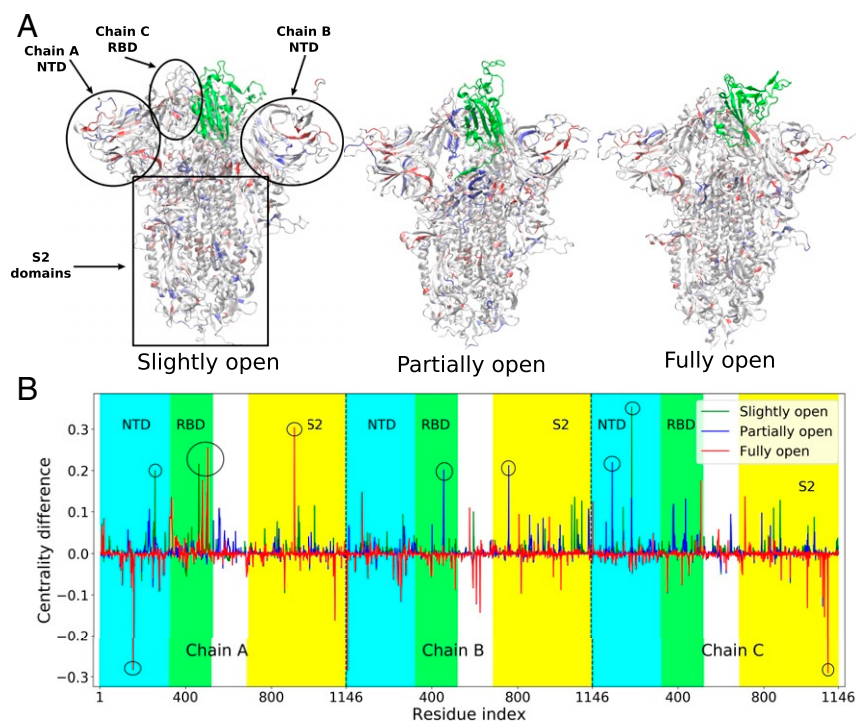 A
Chain A
NTD
Chain C
RBD
Chain B
NTD
S2
domains
Slightly open
Partially open
Fully open
B
Centrality difference
0.3
0.2
0.1
0.0
−0.1
−0.2
−0.3
NTD
RBD
S2
NTD
RBD
S2
NTD
RBD
S2
Slightly open
Partially open
Fully open
Chain A
Chain B
Chain C
1
400
800
1146
400
800
1146
400
800
1146
Residue index